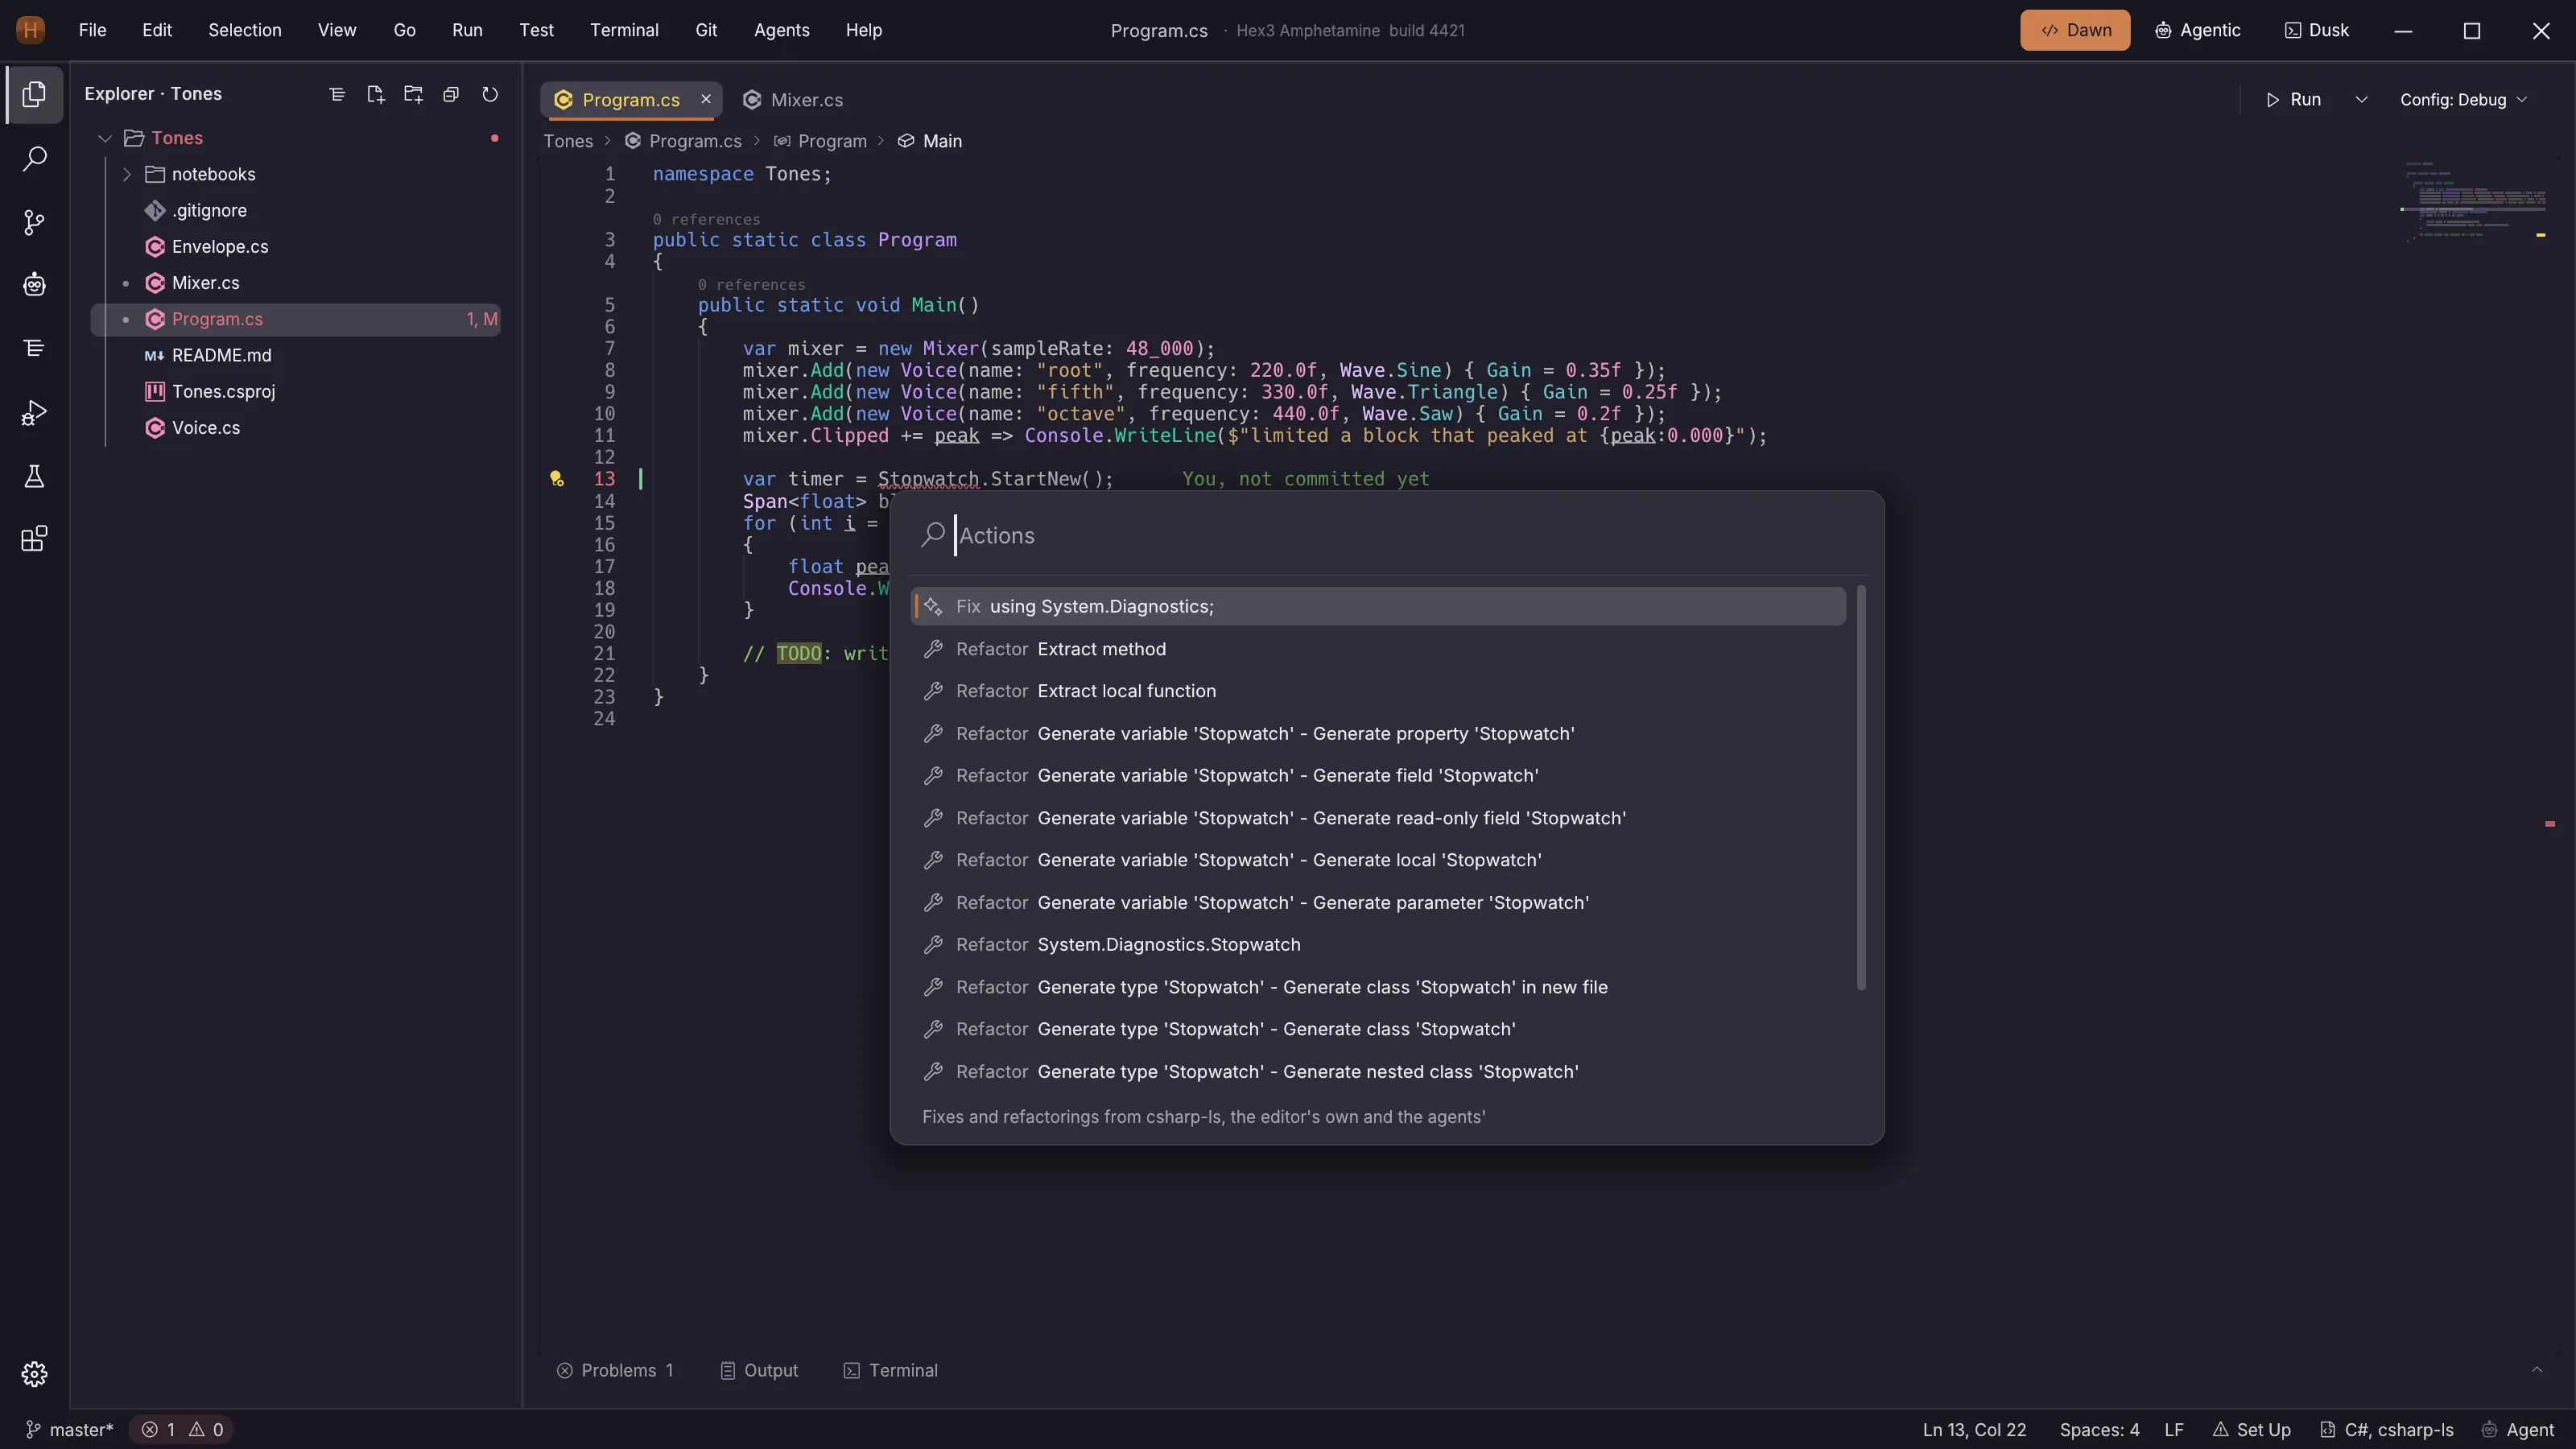 H File Edit Selection View Go Run Test Terminal Git Agents Help Program.cs · Hex3 Amphetamine build 4421 Dawn Agentic Dusk
Explorer · Tones
Tones
notebooks
.gitignore
Envelope.cs
Mixer.cs
Program.cs 1, M
README.md
Tones.csproj
Voice.cs
Program.cs Mixer.cs Run Config: Debug
Tones > Program.cs > Program > Main
1 namespace Tones;
2
0 references
3 public static class Program
4 {
0 references
5 public static void Main()
6 {
7 var mixer = new Mixer(sampleRate: 48_000);
8 mixer.Add(new Voice(name: "root", frequency: 220.0f, Wave.Sine) { Gain = 0.35f });
9 mixer.Add(new Voice(name: "fifth", frequency: 330.0f, Wave.Triangle) { Gain = 0.25f });
10 mixer.Add(new Voice(name: "octave", frequency: 440.0f, Wave.Saw) { Gain = 0.2f });
11 mixer.Clipped += peak => Console.WriteLine($"limited a block that peaked at {peak:0.000}");
12
13 var timer = Stopwatch.StartNew(); You, not committed yet
14 Span<float> b
15 for (int i =
16 {
17 float pea
18 Console.W
19 }
20
21 // TODO: writ
22 }
23 }
24
Actions
Fix using System.Diagnostics;
Refactor Extract method
Refactor Extract local function
Refactor Generate variable 'Stopwatch' - Generate property 'Stopwatch'
Refactor Generate variable 'Stopwatch' - Generate field 'Stopwatch'
Refactor Generate variable 'Stopwatch' - Generate read-only field 'Stopwatch'
Refactor Generate variable 'Stopwatch' - Generate local 'Stopwatch'
Refactor Generate variable 'Stopwatch' - Generate parameter 'Stopwatch'
Refactor System.Diagnostics.Stopwatch
Refactor Generate type 'Stopwatch' - Generate class 'Stopwatch' in new file
Refactor Generate type 'Stopwatch' - Generate class 'Stopwatch'
Refactor Generate type 'Stopwatch' - Generate nested class 'Stopwatch'
Fixes and refactorings from csharp-ls, the editor's own and the agents'
Problems 1 Output Terminal
master* 1 0 Ln 13, Col 22 Spaces: 4 LF Set Up C#, csharp-ls Agent